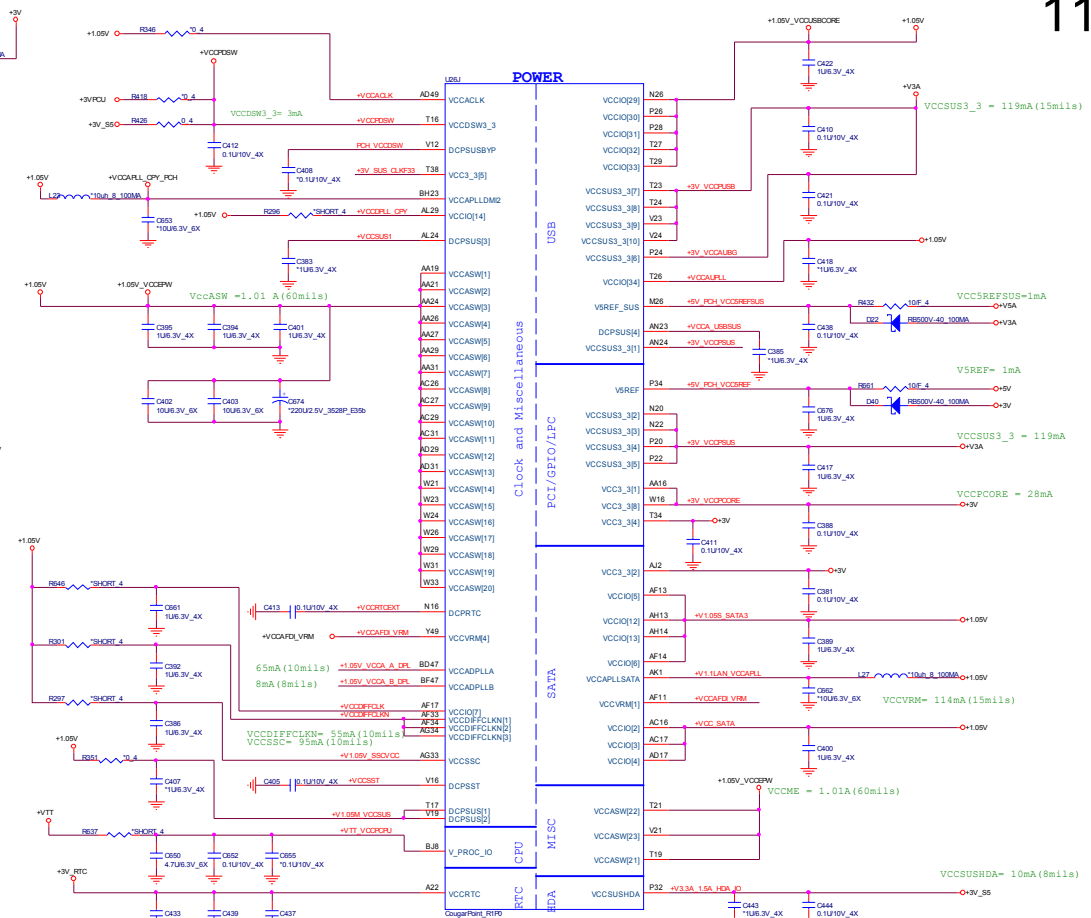 11
+3V
+1.05V R346 *0_4
+VCCPDSW
+3VPCU R418 *0_4
+3V_S5 R426 0_4
VCCDSW3_3= 3mA
C412
0.1U/10V_4X
+1.05V
+VCCAPLL_CPY_PCH
*10uh_8_100MA
C653
*10U/6.3V_6X
PCH_VCCDSW
C408
*0.1U/10V_4X
+3V_SUS_CLKF33
+1.05V R296 *SHORT_4 +VCCDPLL_CPY
+VCCSUS1
C383
*1U/6.3V_4X
+1.05V
+1.05V_VCCEPW
VccASW =1.01 A(60mils)
C395
1U/6.3V_4X
C394
1U/6.3V_4X
C401
1U/6.3V_4X
C402
10U/6.3V_6X
C403
10U/6.3V_6X
C674
*220U/2.5V_3528P_E35b
+1.05V
R646 *SHORT_4
C661
1U/6.3V_4X
R301 *SHORT_4
C392
1U/6.3V_4X
R297 *SHORT_4
C386
1U/6.3V_4X
+1.05V
R351 *0_4
C407
*1U/6.3V_4X
+VTT
R637 *SHORT_4 +VTT_VCCPCPU
C650
4.7U/6.3V_6X
C652
0.1U/10V_4X
C655
*0.1U/10V_4X
+3V_RTC
C433
C439
C437
C413 0.1U/10V_4X +VCCRTCEXT
+VCCAFDI_VRM +VCCAFDI_VRM
65mA(10mils) +1.05V_VCCA_A_DPL
8mA(8mils) +1.05V_VCCA_B_DPL
+VCCDIFFCLK
+VCCDIFFCLKN
VCCDIFFCLKN= 55mA(10mils)
VCCSSC= 95mA(10mils)
+V1.05V_SSCVCC
C405 0.1U/10V_4X +VCCSST
+V1.05M_VCCSUS
U26J
POWER
+VCCACLK AD49 VCCACLK
+VCCPDSW T16 VCCDSW3_3
V12 DCPSUSBYP
T38 VCC3_3[5]
BH23 VCCAPLLDMI2
AL29 VCCIO[14]
AL24 DCPSUS[3]
AA19 VCCASW[1]
AA21 VCCASW[2]
AA24 VCCASW[3]
AA26 VCCASW[4]
AA27 VCCASW[5]
AA29 VCCASW[6]
AA31 VCCASW[7]
AC26 VCCASW[8]
AC27 VCCASW[9]
AC29 VCCASW[10]
AC31 VCCASW[11]
AD29 VCCASW[12]
AD31 VCCASW[13]
W21 VCCASW[14]
W23 VCCASW[15]
W24 VCCASW[16]
W26 VCCASW[17]
W29 VCCASW[18]
W31 VCCASW[19]
W33 VCCASW[20]
N16 DCPRTC
Y49 VCCVRM[4]
BD47 VCCADPLLA
BF47 VCCADPLLB
AF17 VCCIO[7]
AF33 VCCDIFFCLKN[1]
AF34 VCCDIFFCLKN[2]
AG34 VCCDIFFCLKN[3]
AG33 VCCSSC
V16 DCPSST
T17 DCPSUS[1]
V19 DCPSUS[2]
BJ8 V_PROC_IO
A22 VCCRTC
CougarPoint_R1P0
Clock and Miscellaneous
USB
PCI/GPIO/LPC
SATA
MISC
CPU
RTC
HDA
VCCIO[29] N26
VCCIO[30] P26
VCCIO[31] P28
VCCIO[32] T27
VCCIO[33] T29
VCCSUS3_3[7] T23 +3V_VCCPUSB
VCCSUS3_3[8] T24
VCCSUS3_3[9] V23
VCCSUS3_3[10] V24
VCCSUS3_3[6] P24 +3V_VCCAUBG
VCCIO[34] T26 +VCCAUPLL
V5REF_SUS M26 +5V_PCH_VCC5REFSUS
DCPSUS[4] AN23 +VCCA_USBSUS
VCCSUS3_3[1] AN24 +3V_VCCPSUS
V5REF P34 +5V_PCH_VCC5REF
VCCSUS3_3[2] N20
VCCSUS3_3[3] N22
VCCSUS3_3[4] P20 +3V_VCCPSUS
VCCSUS3_3[5] P22
VCC3_3[1] AA16
VCC3_3[8] W16 +3V_VCCPCORE
VCC3_3[4] T34
VCC3_3[2] AJ2
VCCIO[5] AF13
VCCIO[12] AH13 +V1.05S_SATA3
VCCIO[13] AH14
VCCIO[6] AF14
VCCAPLLSATA AK1 +V1.1LAN_VCCAPLL
VCCVRM[1] AF11 +VCCAFDI_VRM
VCCIO[2] AC16 +VCC_SATA
VCCIO[3] AC17
VCCIO[4] AD17
VCCASW[22] T21
VCCASW[23] V21
VCCASW[21] T19
VCCSUSHDA P32 +V3.3A_1.5A_HDA_IO
+1.05V_VCCUSBCORE +1.05V
C422
1U/6.3V_4X
+V3A
VCCSUS3_3 = 119mA(15mils)
C410
0.1U/10V_4X
C421
0.1U/10V_4X
+1.05V
C418
*1U/6.3V_4X
VCC5REFSUS=1mA
R432 10/F_4 +V5A
D22 RB500V-40_100MA +V3A
C438
0.1U/10V_4X
C385
*1U/6.3V_4X
V5REF= 1mA
R661 10/F_4 +5V
D40 RB500V-40_100MA +3V
C676
1U/6.3V_4X
VCCSUS3_3 = 119mA
+V3A
C417
1U/6.3V_4X
VCCPCORE = 28mA
+3V
C388
0.1U/10V_4X
+3V
C411
0.1U/10V_4X
+3V
C381
0.1U/10V_4X
+1.05V
C389
1U/6.3V_4X
L27 *10uh_8_100MA +1.05V
C662
*10U/6.3V_6X
VCCVRM= 114mA(15mils)
+1.05V
C400
1U/6.3V_4X
+1.05V_VCCEPW
VCCME = 1.01A(60mils)
VCCSUSHDA= 10mA(8mils)
+3V_S5
C443
*1U/6.3V_4X
C444
0.1U/10V_4X